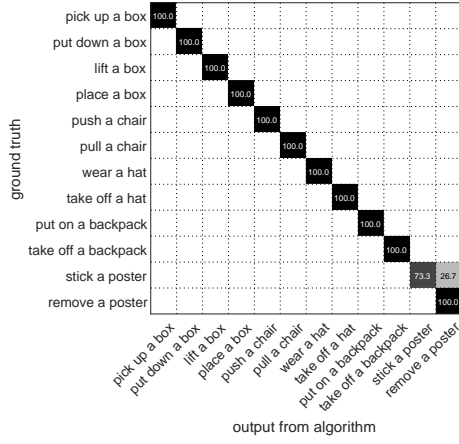 pick up a box
100.0
put down a box
100.0
lift a box
100.0
place a box
100.0
push a chair
100.0
pull a chair
100.0
wear a hat
100.0
take off a hat
100.0
put on a backpack
100.0
take off a backpack
100.0
stick a poster
73.3 26.7
remove a poster
100.0
ground truth
pick up a box
put down a box
lift a box
place a box
push a chair
pull a chair
wear a hat
take off a hat
put on a backpack
take off a backpack
stick a poster
remove a poster
output from algorithm